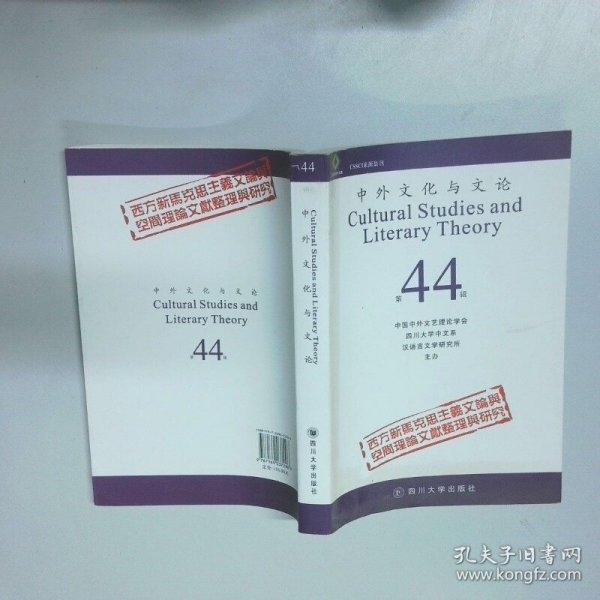 44
中外文化与文论
Cultural Studies and Literary Theory
四川大学出版社
CSSCI来源集刊
中外文化与文论
Cultural Studies and
Literary Theory
第44辑
中国中外文艺理论学会
四川大学中文系
汉语言文学研究所
主办
西方新馬克思主義文論與
空間理論文獻整理與研究
四川大学出版社
西方新馬克思主義文論與
空間理論文獻整理與研究
中外文化与文论
Cultural Studies and
Literary Theory
第44辑
孔夫子旧书网
www.kongfz.com